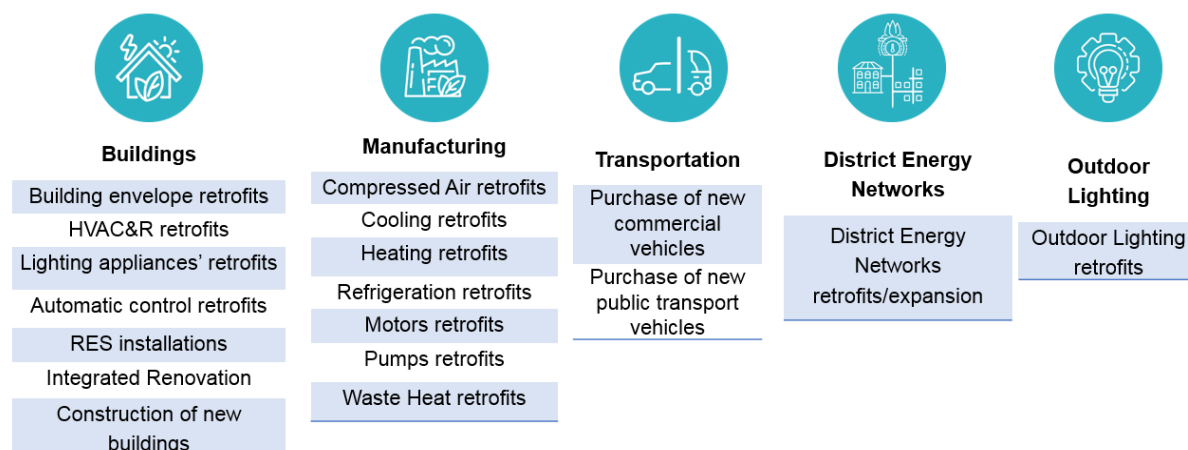 Buildings
Building envelope retrofits
HVAC&R retrofits
Lighting appliances’ retrofits
Automatic control retrofits
RES installations
Integrated Renovation
Construction of new
buildings
Manufacturing
Compressed Air retrofits
Cooling retrofits
Heating retrofits
Refrigeration retrofits
Motors retrofits
Pumps retrofits
Waste Heat retrofits
Transportation
Purchase of new
commercial
vehicles
Purchase of new
public transport
vehicles
District Energy
Networks
District Energy
Networks
retrofits/expansion
Outdoor
Lighting
Outdoor Lighting
retrofits